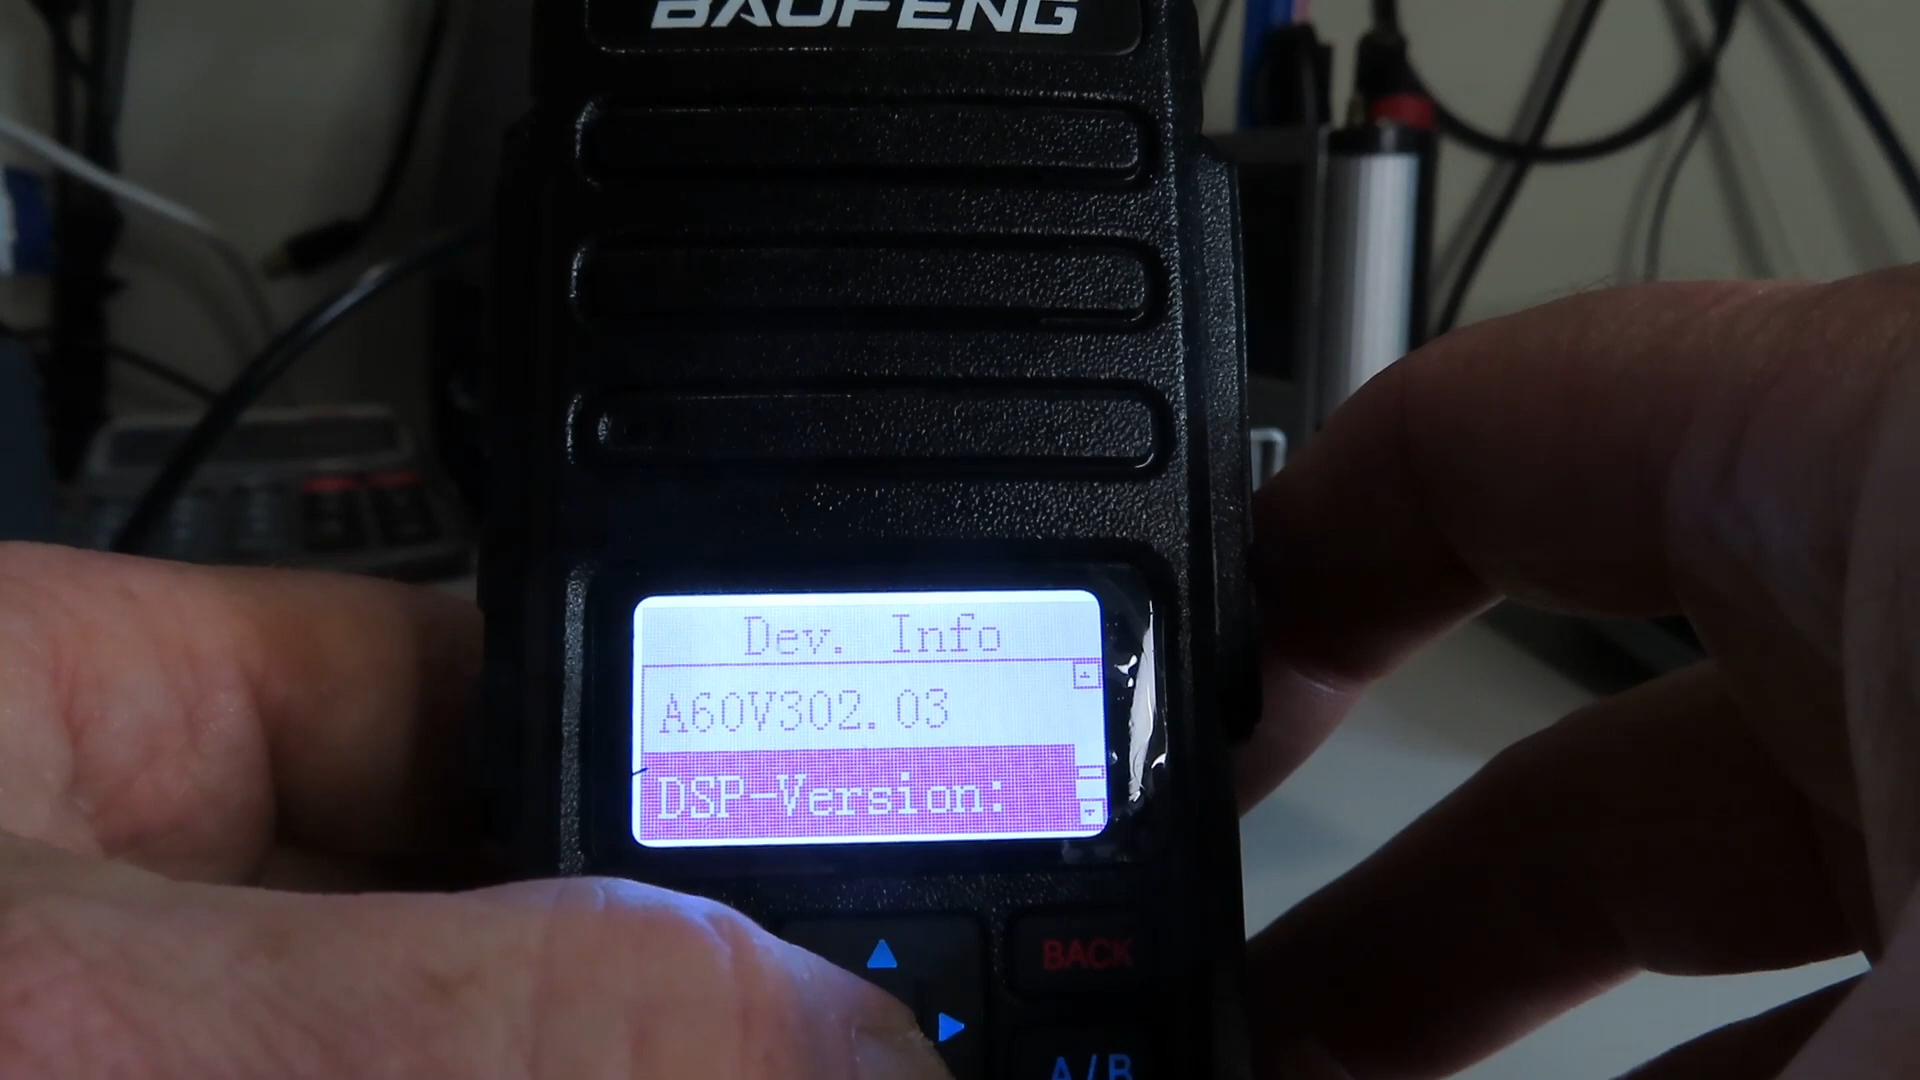 BAOFENG
Dev. Info
A60V302.03
DSP-Version:
BACK
A/B